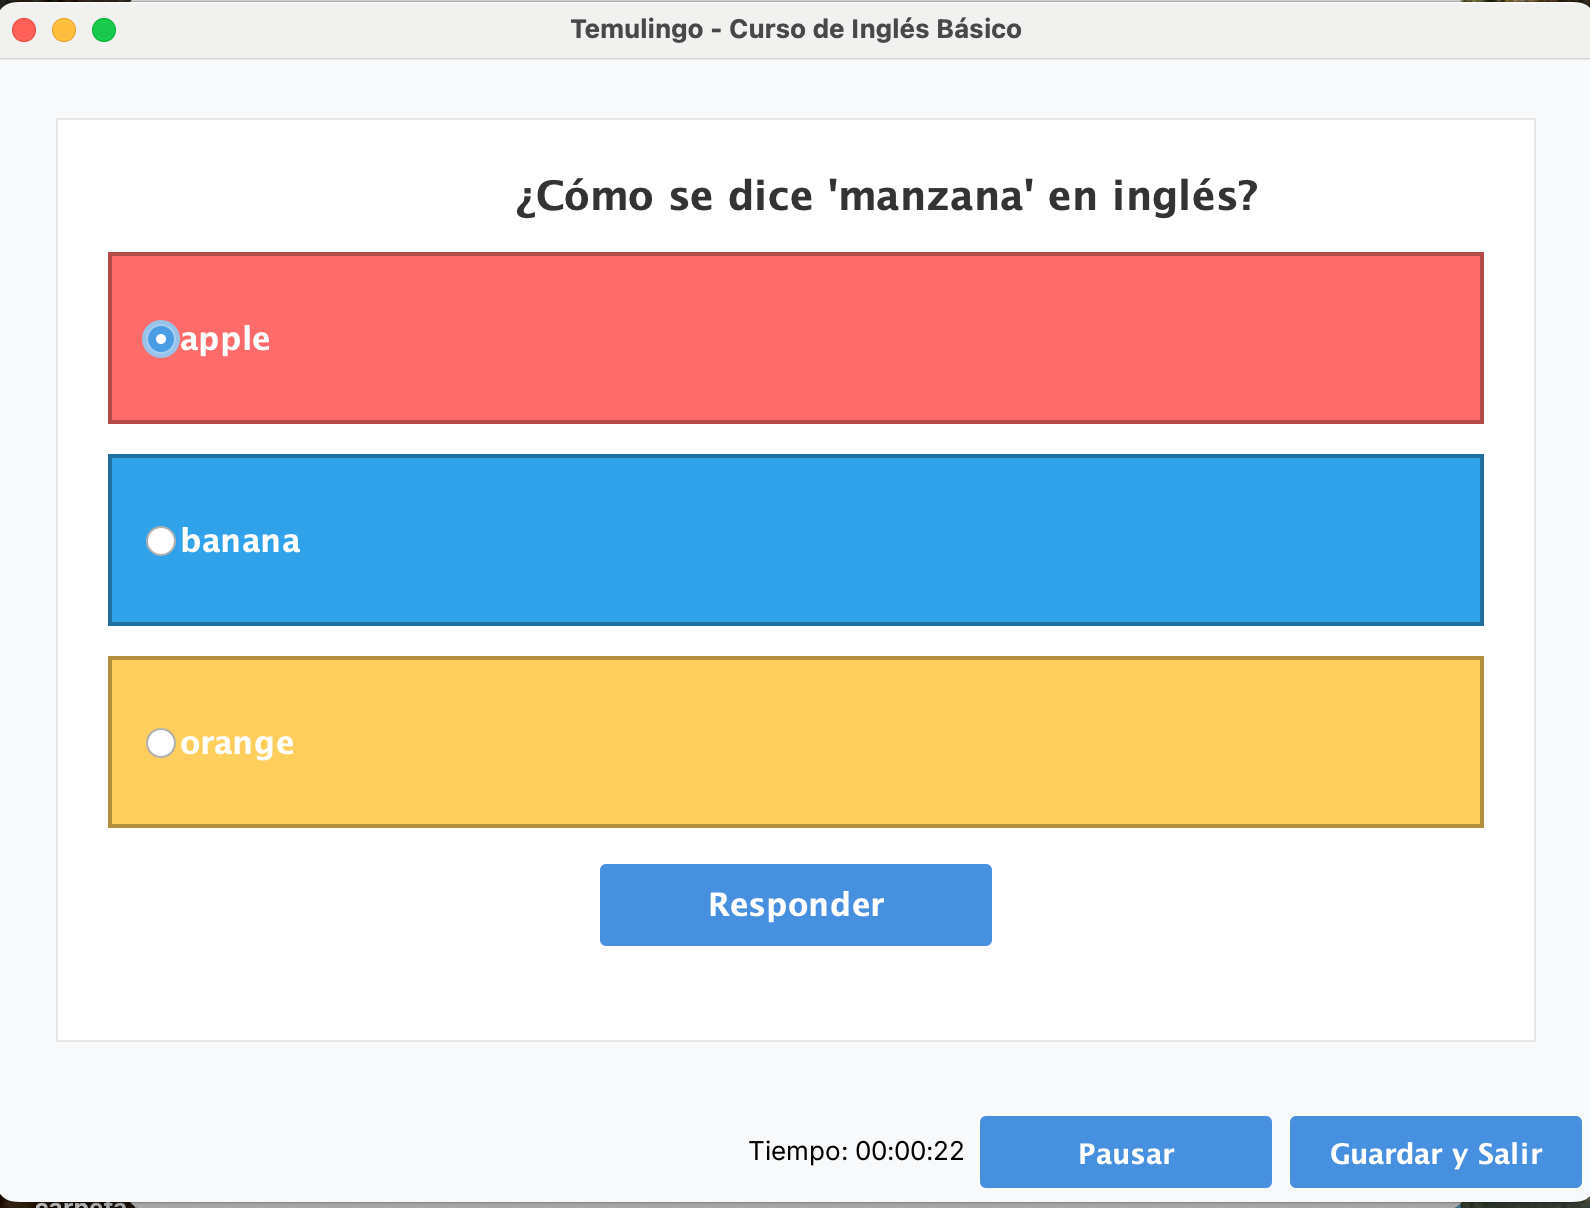 Temulingo - Curso de Inglés Básico
¿Cómo se dice 'manzana' en inglés?
apple
banana
orange
Responder
Tiempo: 00:00:22
Pausar
Guardar y Salir